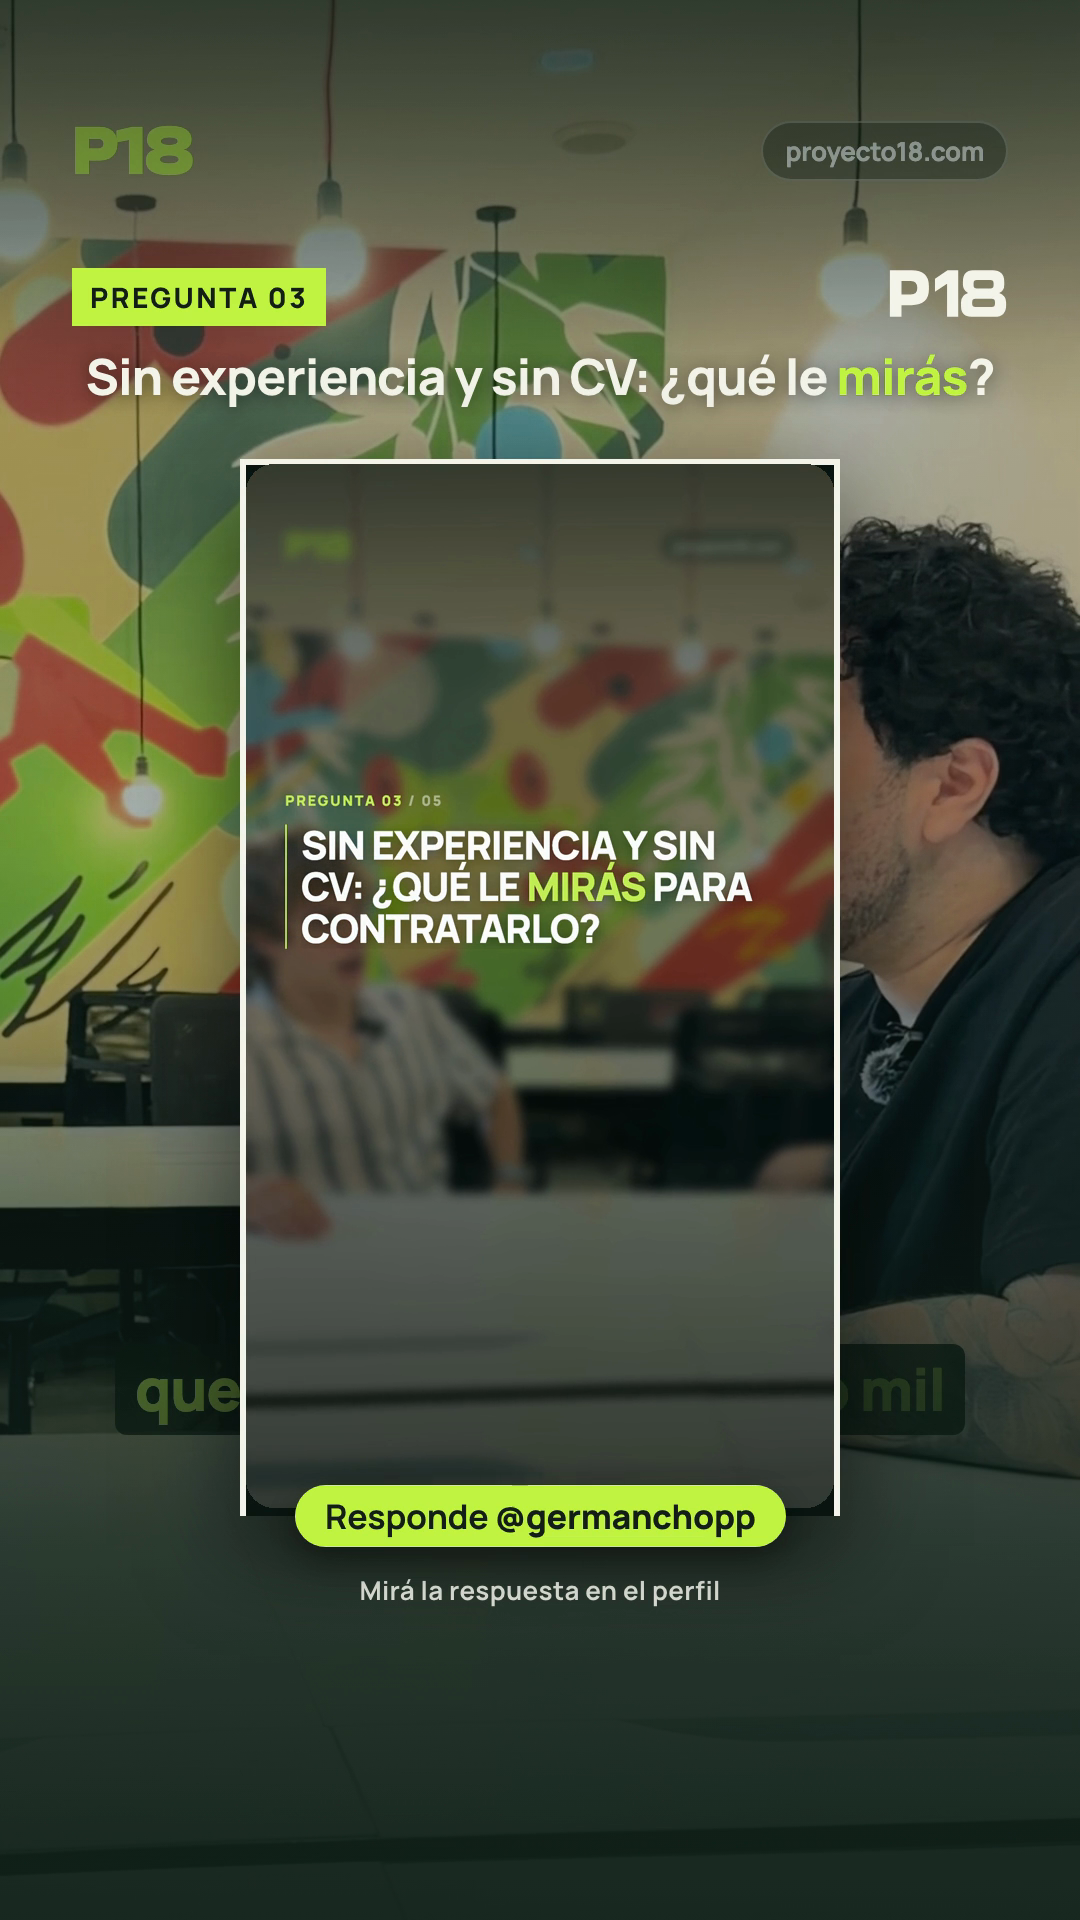 P18
proyecto18.com
PREGUNTA 03
P18
Sin experiencia y sin CV: ¿qué le mirás?
PREGUNTA 03 / 05
SIN EXPERIENCIA Y SIN
CV: ¿QUÉ LE MIRÁS PARA
CONTRATARLO?
que
mil
Responde @germanchopp
Mirá la respuesta en el perfil